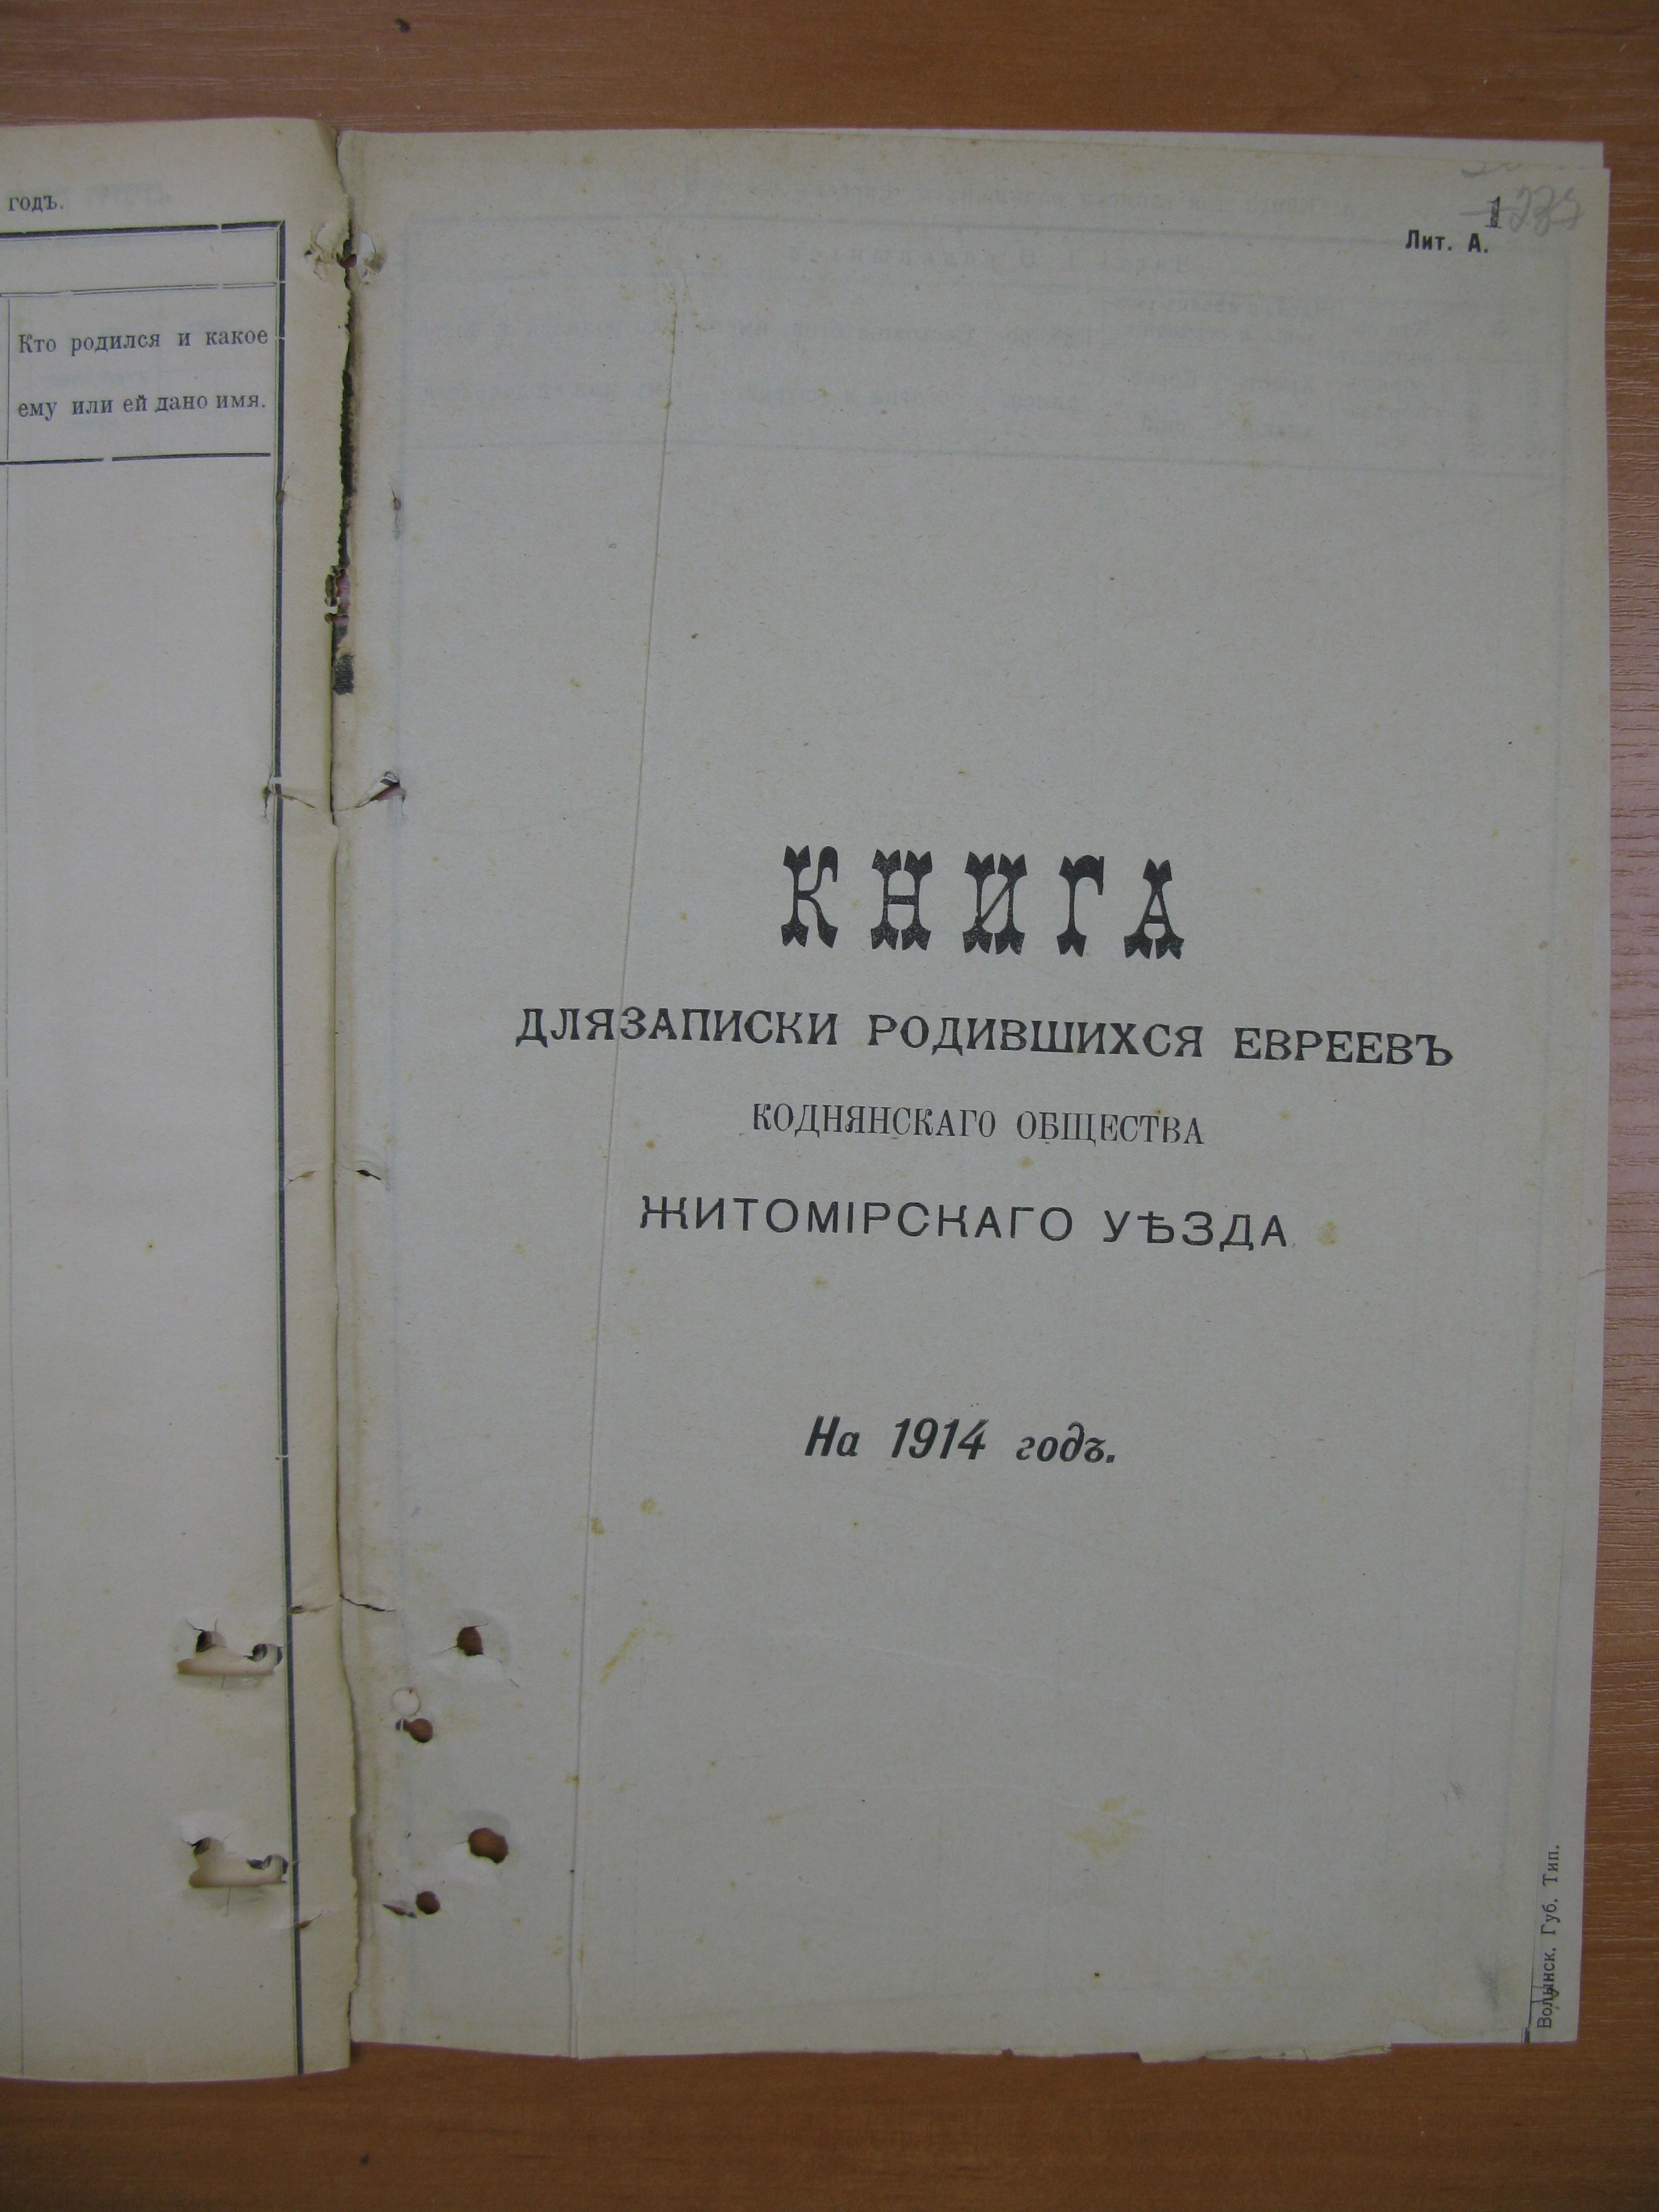 годъ.
Кто родился и какое
ему или ей дано имя.
1
Лит. А.
КНИГА
ДЛЯЗАПИСКИ РОДИВШИХСЯ ЕВРЕЕВЪ
КОДНЯНСКАГО ОБЩЕСТВА
ЖИТОМІРСКАГО УѢЗДА
На 1914 годъ.
Волынск. Губ. Тип.